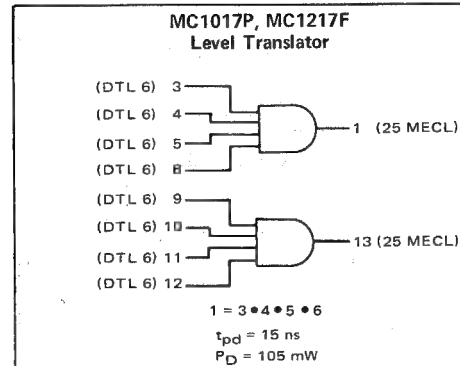 MC1017P, MC1217F
Level Translator
(DTL 6) 3
(DTL 6) 4
(DTL 6) 5
(DTL 6) 8
1 (25 MECL)
(DTL 6) 9
(DTL 6) 10
(DTL 6) 11
(DTL 6) 12
13 (25 MECL)
1 = 3 • 4 • 5 • 6
tpd = 15 ns
PD = 105 mW